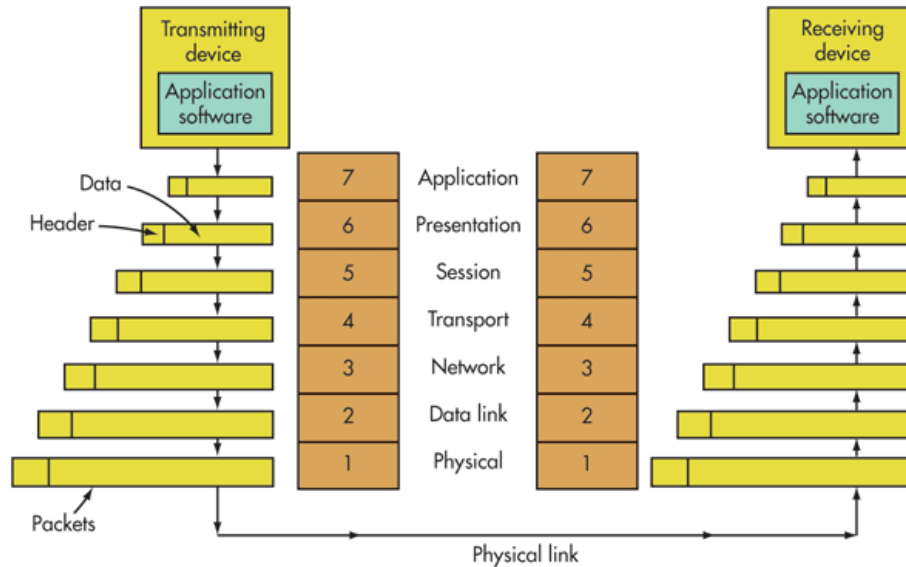 Transmitting
device
Application
software
Receiving
device
Application
software
Data
Header
7 Application 7
6 Presentation 6
5 Session 5
4 Transport 4
3 Network 3
2 Data link 2
1 Physical 1
Packets
Physical link